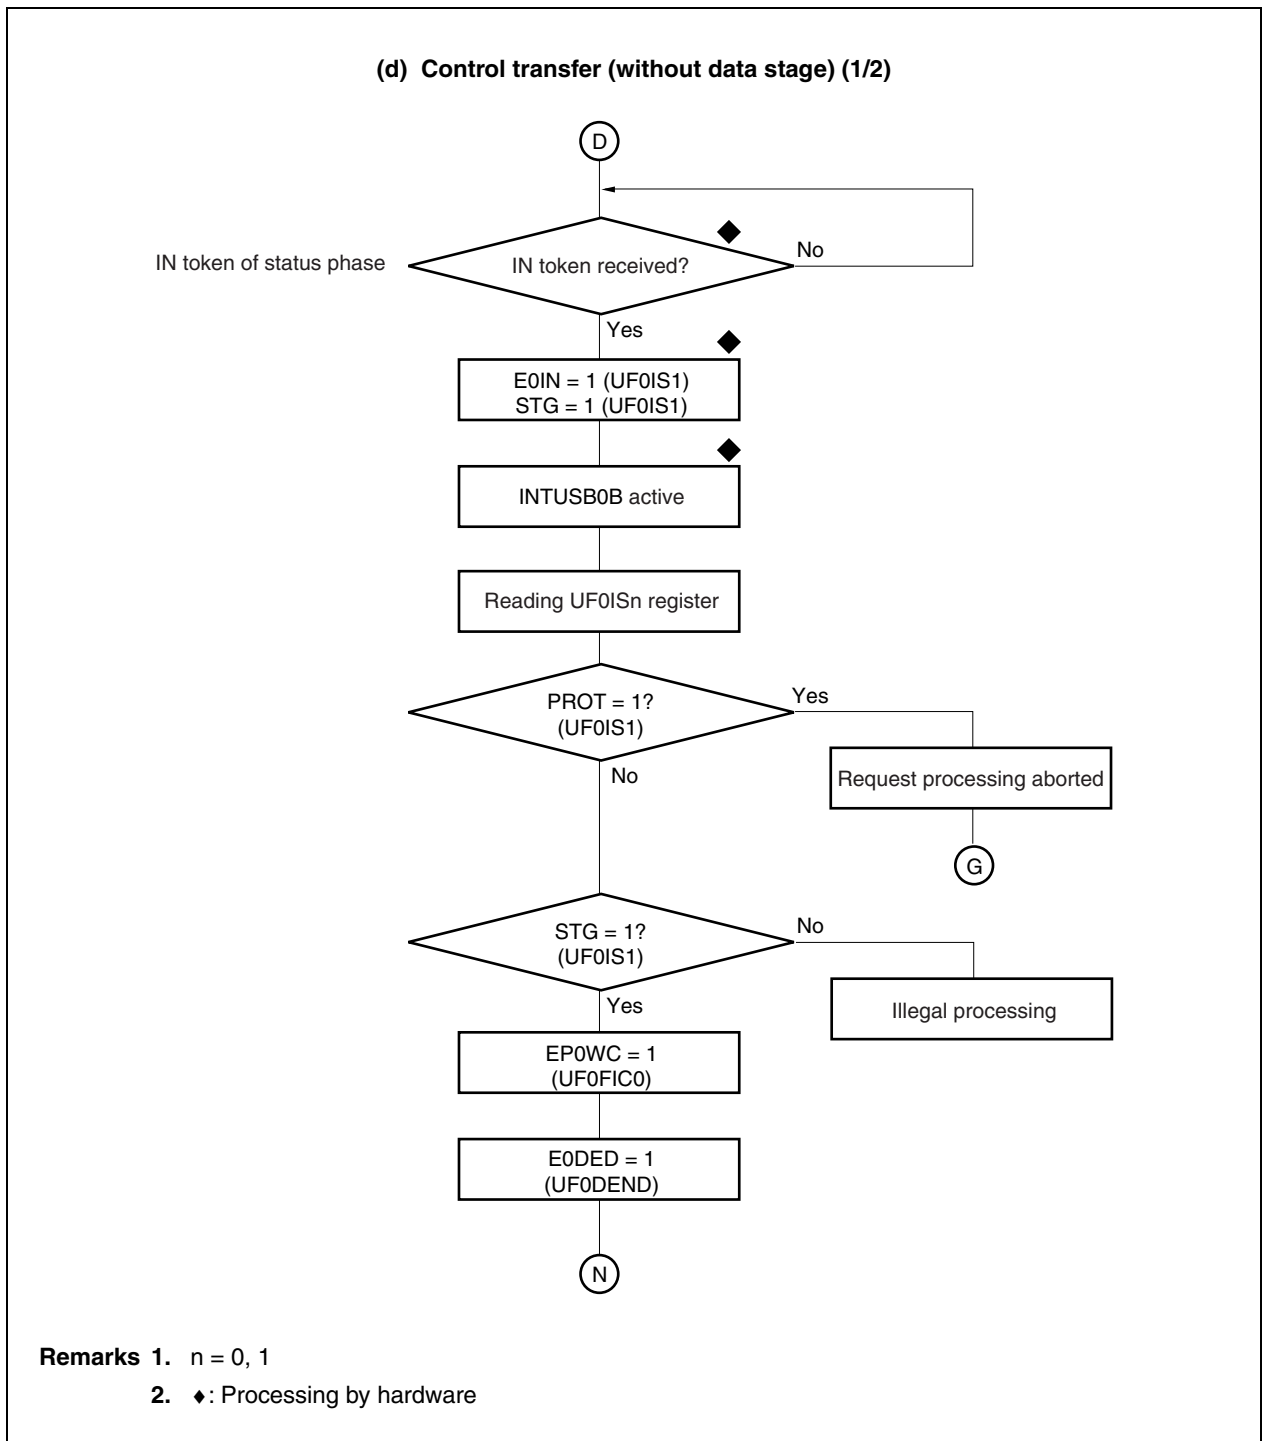 (d) Control transfer (without data stage) (1/2)
D
IN token of status phase
IN token received?
No
Yes
E0IN = 1 (UF0IS1)
STG = 1 (UF0IS1)
INTUSB0B active
Reading UF0ISn register
PROT = 1?
(UF0IS1)
Yes
No
Request processing aborted
G
STG = 1?
(UF0IS1)
No
Yes
Illegal processing
EP0WC = 1
(UF0FIC0)
E0DED = 1
(UF0DEND)
N
Remarks 1. n = 0, 1
2. ♦: Processing by hardware